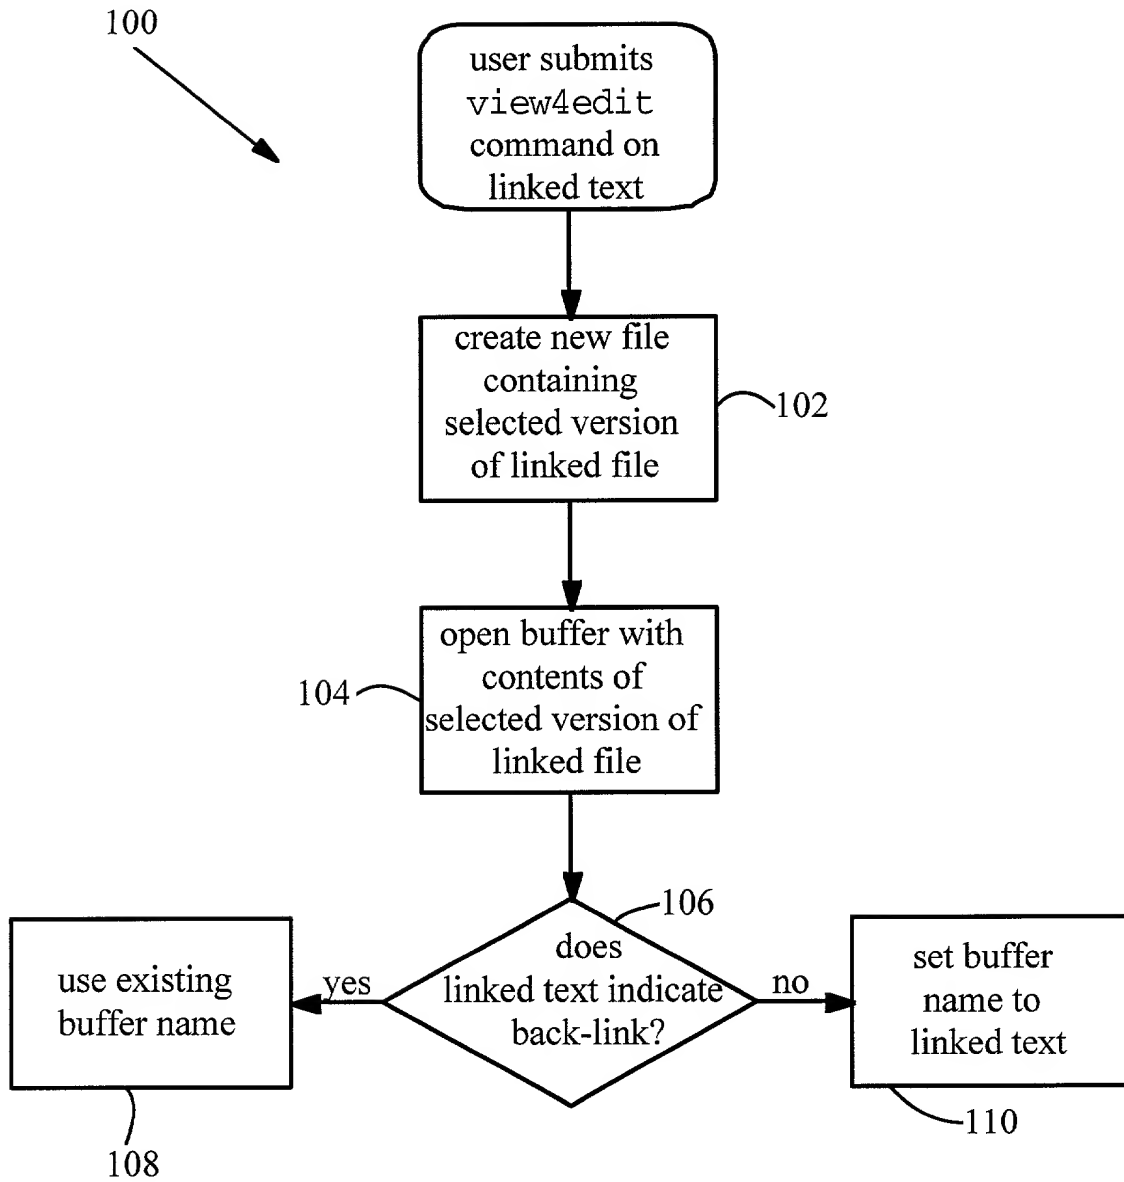 100
user submits
view4edit
command on
linked text
create new file
containing
selected version
of linked file
102
open buffer with
contents of
selected version of
linked file
104
106
does
linked text indicate
back-link?
yes
no
use existing
buffer name
108
set buffer
name to
linked text
110